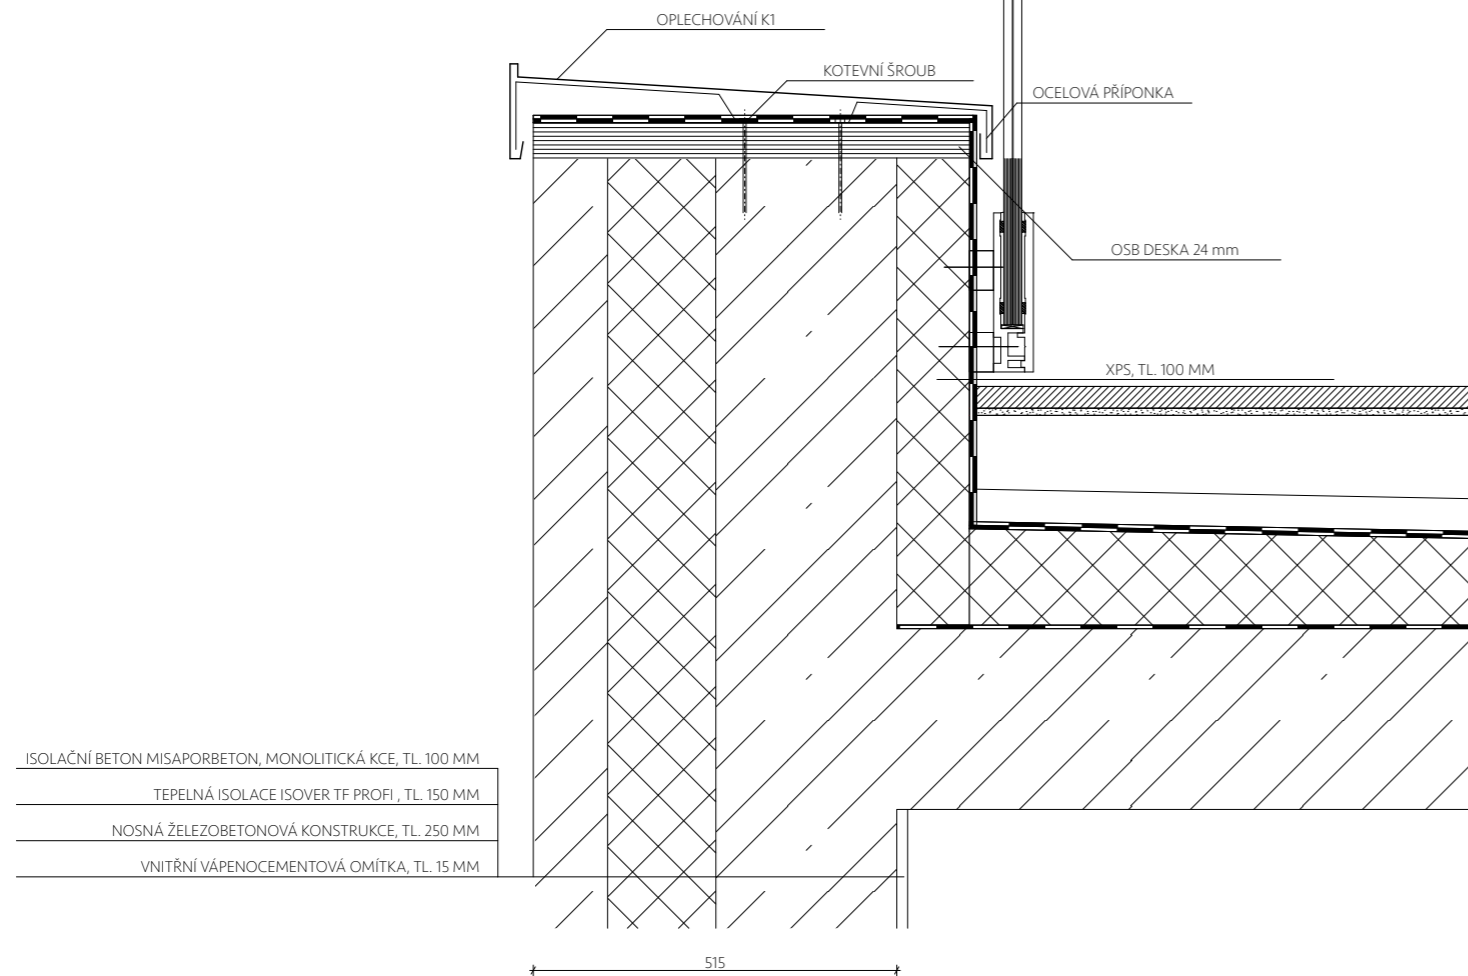 OPLECHOVÁNÍ K1
KOTEVNÍ ŠROUB
OCELOVÁ PŘÍPONKA
OSB DESKA 24 mm
XPS, TL. 100 MM
ISOLAČNÍ BETON MISAPORBETON, MONOLITICKÁ KCE, TL. 100 MM
TEPELNÁ ISOLACE ISOVER TF PROFI , TL. 150 MM
NOSNÁ ŽELEZOBETONOVÁ KONSTRUKCE, TL. 250 MM
VNITŘNÍ VÁPENOCEMENTOVÁ OMÍTKA, TL. 15 MM
515